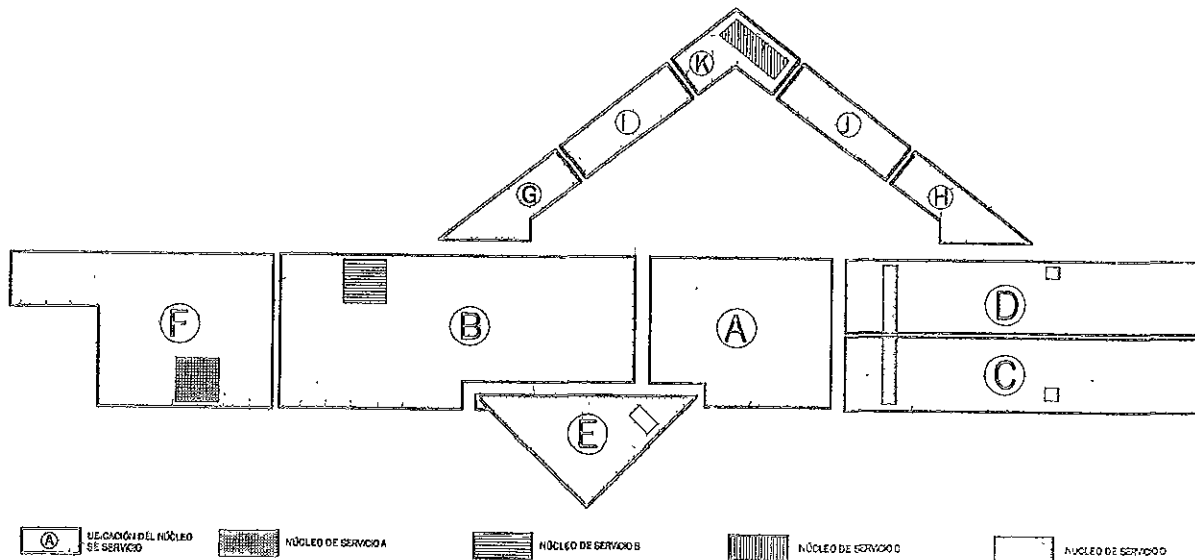 K
I
J
G
H
F
B
A
D
C
E
A
UBICACIÓN DEL NÚCLEO
DE SERVICIO
NÚCLEO DE SERVICIO A
NÚCLEO DE SERVICIO B
NÚCLEO DE SERVICIO C
NÚCLEO DE SERVICIO D